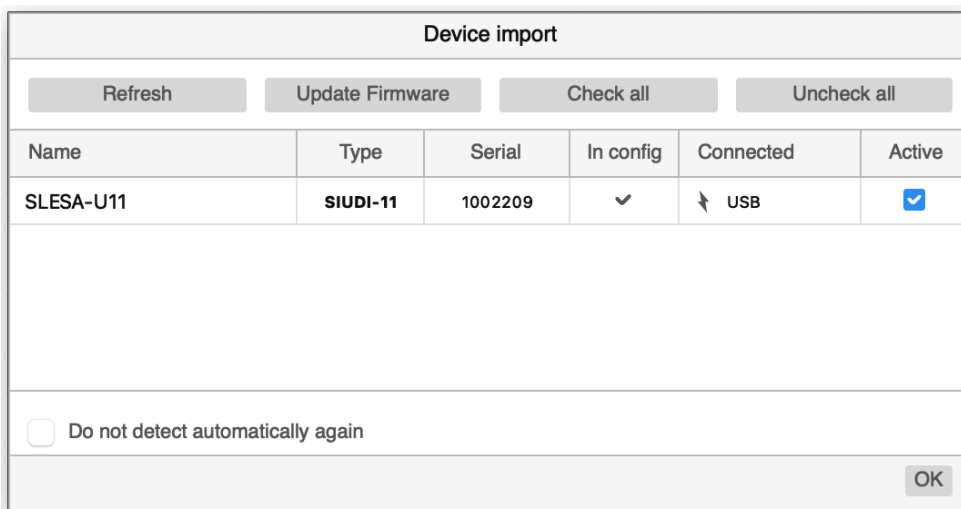 Device import
Refresh Update Firmware Check all Uncheck all
Name Type Serial In config Connected Active
SLESA-U11 SIUDI-11 1002209 USB
Do not detect automatically again
OK